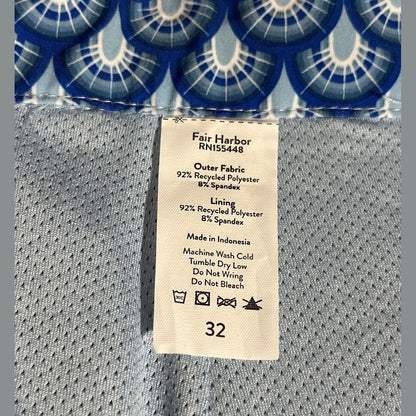 Fair Harbor
RN155448
Outer Fabric
92% Recycled Polyester
8% Spandex
Lining
92% Recycled Polyester
8% Spandex
Made in Indonesia
Machine Wash Cold
Tumble Dry Low
Do Not Wring
Do Not Bleach
32